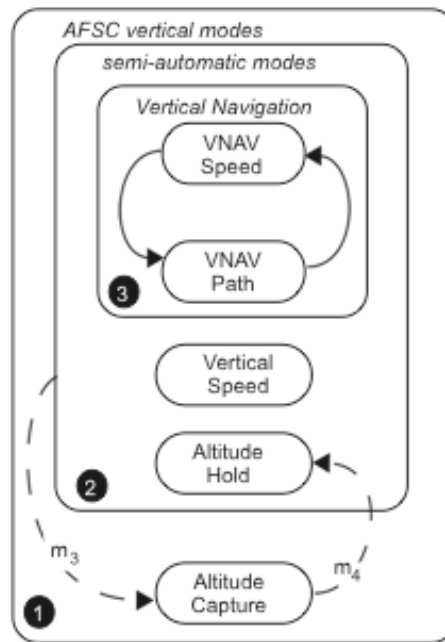 AFSC vertical modes
semi-automatic modes
Vertical Navigation
VNAV
Speed
VNAV
Path
3
Vertical
Speed
Altitude
Hold
2
m3
m4
Altitude
Capture
1